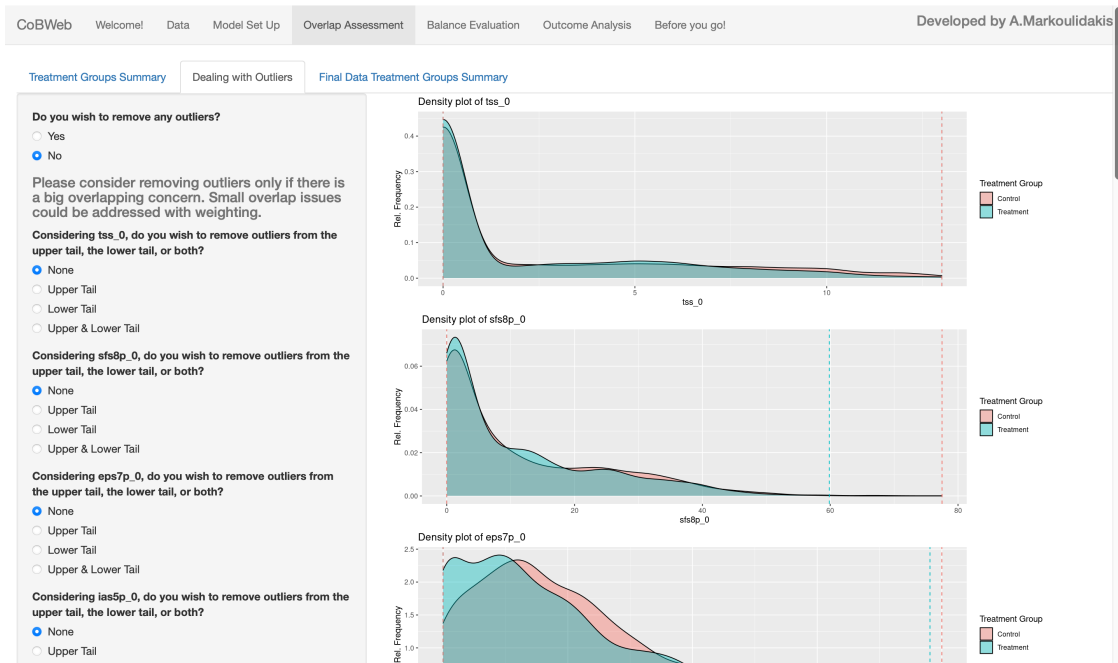 CoBWeb Welcome! Data Model Set Up Overlap Assessment Balance Evaluation Outcome Analysis Before you go! Developed by A.Markoulidakis
Treatment Groups Summary Dealing with Outliers Final Data Treatment Groups Summary
Do you wish to remove any outliers?
Yes
No
Please consider removing outliers only if there is
a big overlapping concern. Small overlap issues
could be addressed with weighting.
Considering tss_0, do you wish to remove outliers from the
upper tail, the lower tail, or both?
None
Upper Tail
Lower Tail
Upper & Lower Tail
Considering sfs8p_0, do you wish to remove outliers from the
upper tail, the lower tail, or both?
None
Upper Tail
Lower Tail
Upper & Lower Tail
Considering eps7p_0, do you wish to remove outliers from
the upper tail, the lower tail, or both?
None
Upper Tail
Lower Tail
Upper & Lower Tail
Considering ias5p_0, do you wish to remove outliers from the
upper tail, the lower tail, or both?
None
Upper Tail
Density plot of tss_0
Rel. Frequency
0.4
0.3
0.2
0.1
0.0
0 5 10
tss_0
Treatment Group
Control
Treatment
Density plot of sfs8p_0
Rel. Frequency
0.06
0.04
0.02
0.00
0 20 40 60 80
sfs8p_0
Treatment Group
Control
Treatment
Density plot of eps7p_0
Rel. Frequency
2.5
2.0
1.5
1.0
Treatment Group
Control
Treatment